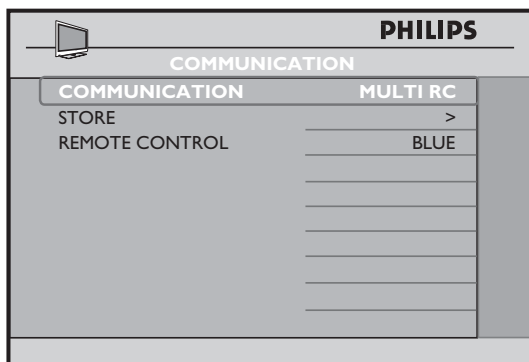 PHILIPS
COMMUNICATION
COMMUNICATION MULTI RC
STORE >
REMOTE CONTROL BLUE